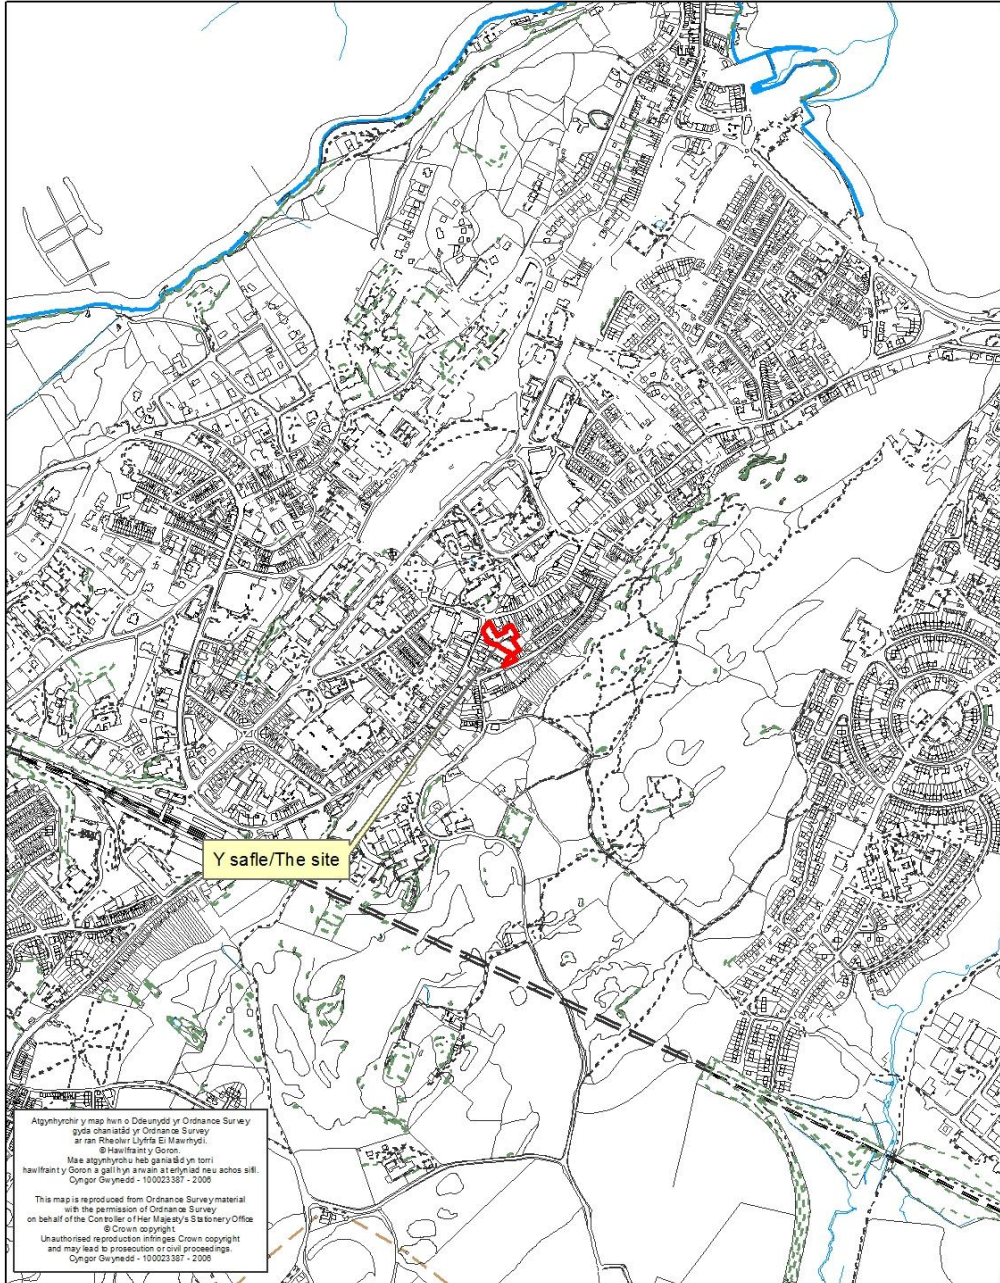 Y safle/The site
Atgynhyrchir y map hwn o Ddeunydd yr Ordnance Survey
gyda chaniatâd yr Ordnance Survey
ar ran Rheolwr Llyfrfa Ei Mawrhydi.
© Hawlfraint y Goron.
Mae atgynhyrchu heb ganiatâd yn torri
hawlfraint y Goron a gall hyn arwain at erlyniad neu achos sifil.
Cyngor Gwynedd - 100023387 - 2006
This map is reproduced from Ordnance Survey material
with the permission of Ordnance Survey
on behalf of the Controller of Her Majesty's Stationery Office
© Crown copyright.
Unauthorised reproduction infringes Crown copyright
and may lead to prosecution or civil proceedings.
Cyngor Gwynedd - 100023387 - 2006